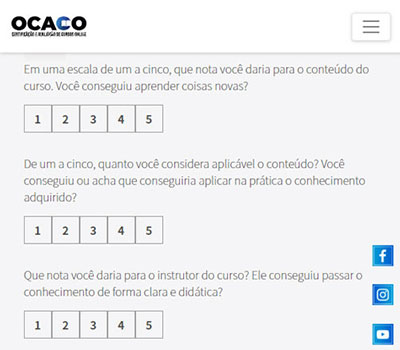 OCACO
CERTIFICAÇÃO E AVALIAÇÃO DE CURSOS ONLINE
Em uma escala de um a cinco, que nota você daria para o conteúdo do
curso. Você conseguiu aprender coisas novas?
1 2 3 4 5
De um a cinco, quanto você considera aplicável o conteúdo? Você
conseguiu ou acha que conseguiria aplicar na prática o conhecimento
adquirido?
1 2 3 4 5
Que nota você daria para o instrutor do curso? Ele conseguiu passar o
conhecimento de forma clara e didática?
1 2 3 4 5